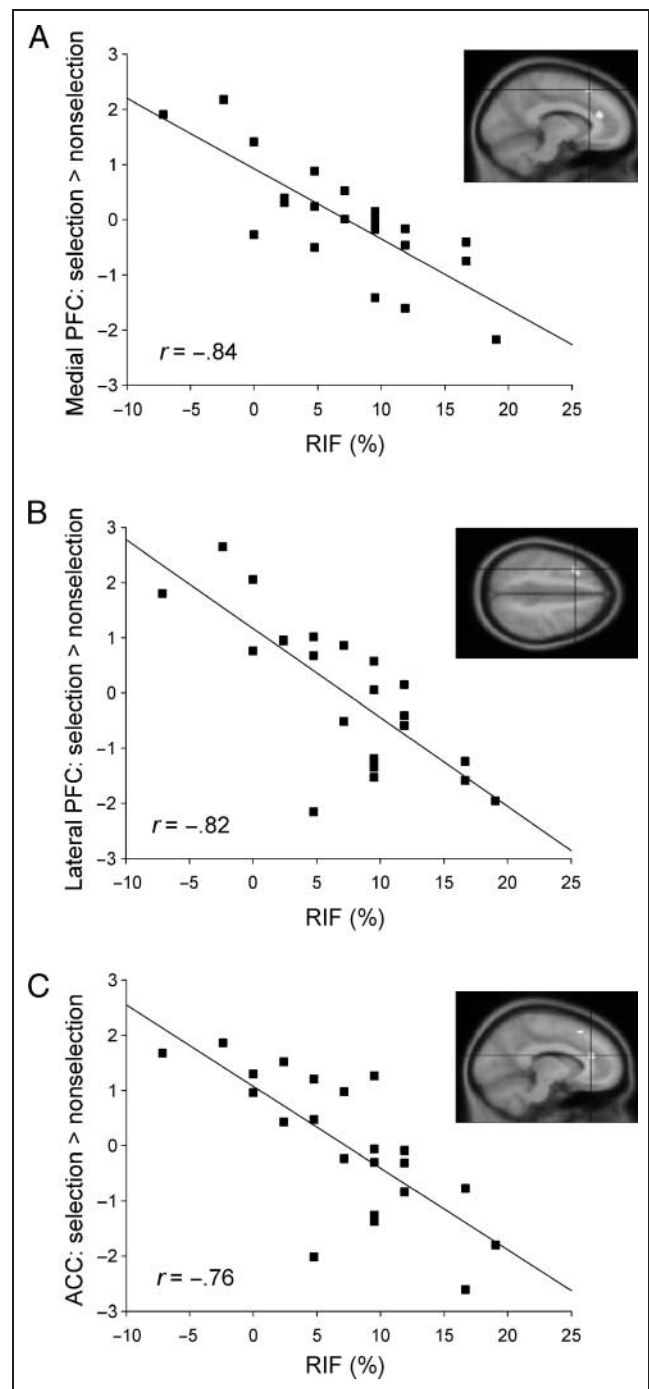 A
Medial PFC: selection > nonselection
3
2
1
0
−1
−2
−3
r = −.84
−10 −5 0 5 10 15 20 25
RIF (%)
B
Lateral PFC: selection > nonselection
3
2
1
0
−1
−2
−3
r = −.82
−10 −5 0 5 10 15 20 25
RIF (%)
C
ACC: selection > nonselection
3
2
1
0
−1
−2
−3
r = −.76
−10 −5 0 5 10 15 20 25
RIF (%)